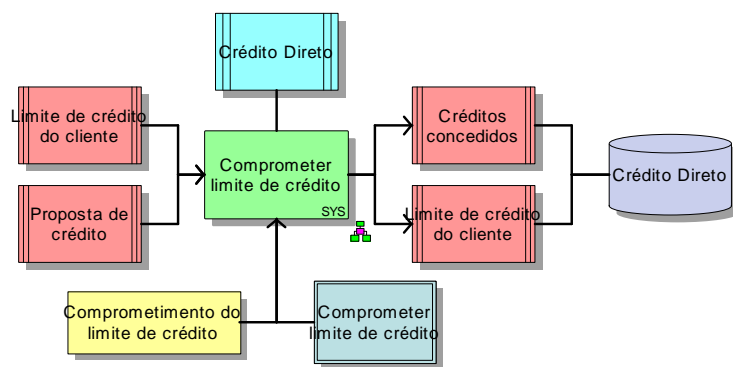 Crédito Direto
Limite de crédito
do cliente
Comprometer
limite de crédito
SYS
Créditos
concedidos
Crédito Direto
Proposta de
crédito
Limite de crédito
do cliente
Comprometimento do
limite de crédito
Comprometer
limite de crédito